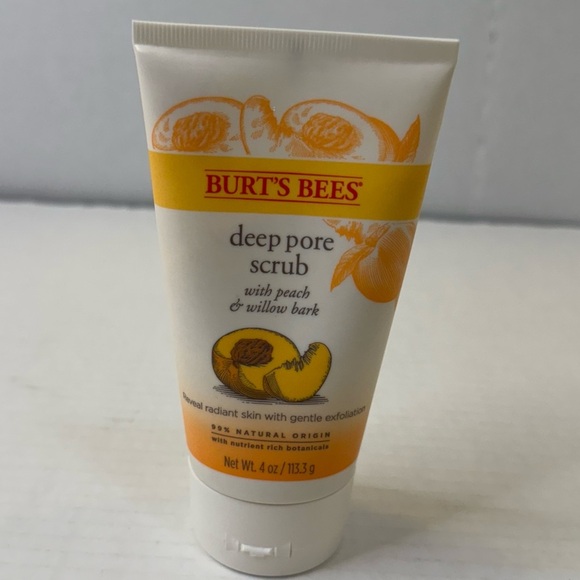 BURT'S BEES®
deep pore
scrub
with peach
& willow bark
Reveal radiant skin with gentle exfoliation
99% NATURAL ORIGIN
with nutrient rich botanicals
Net Wt. 4 oz / 113.3 g